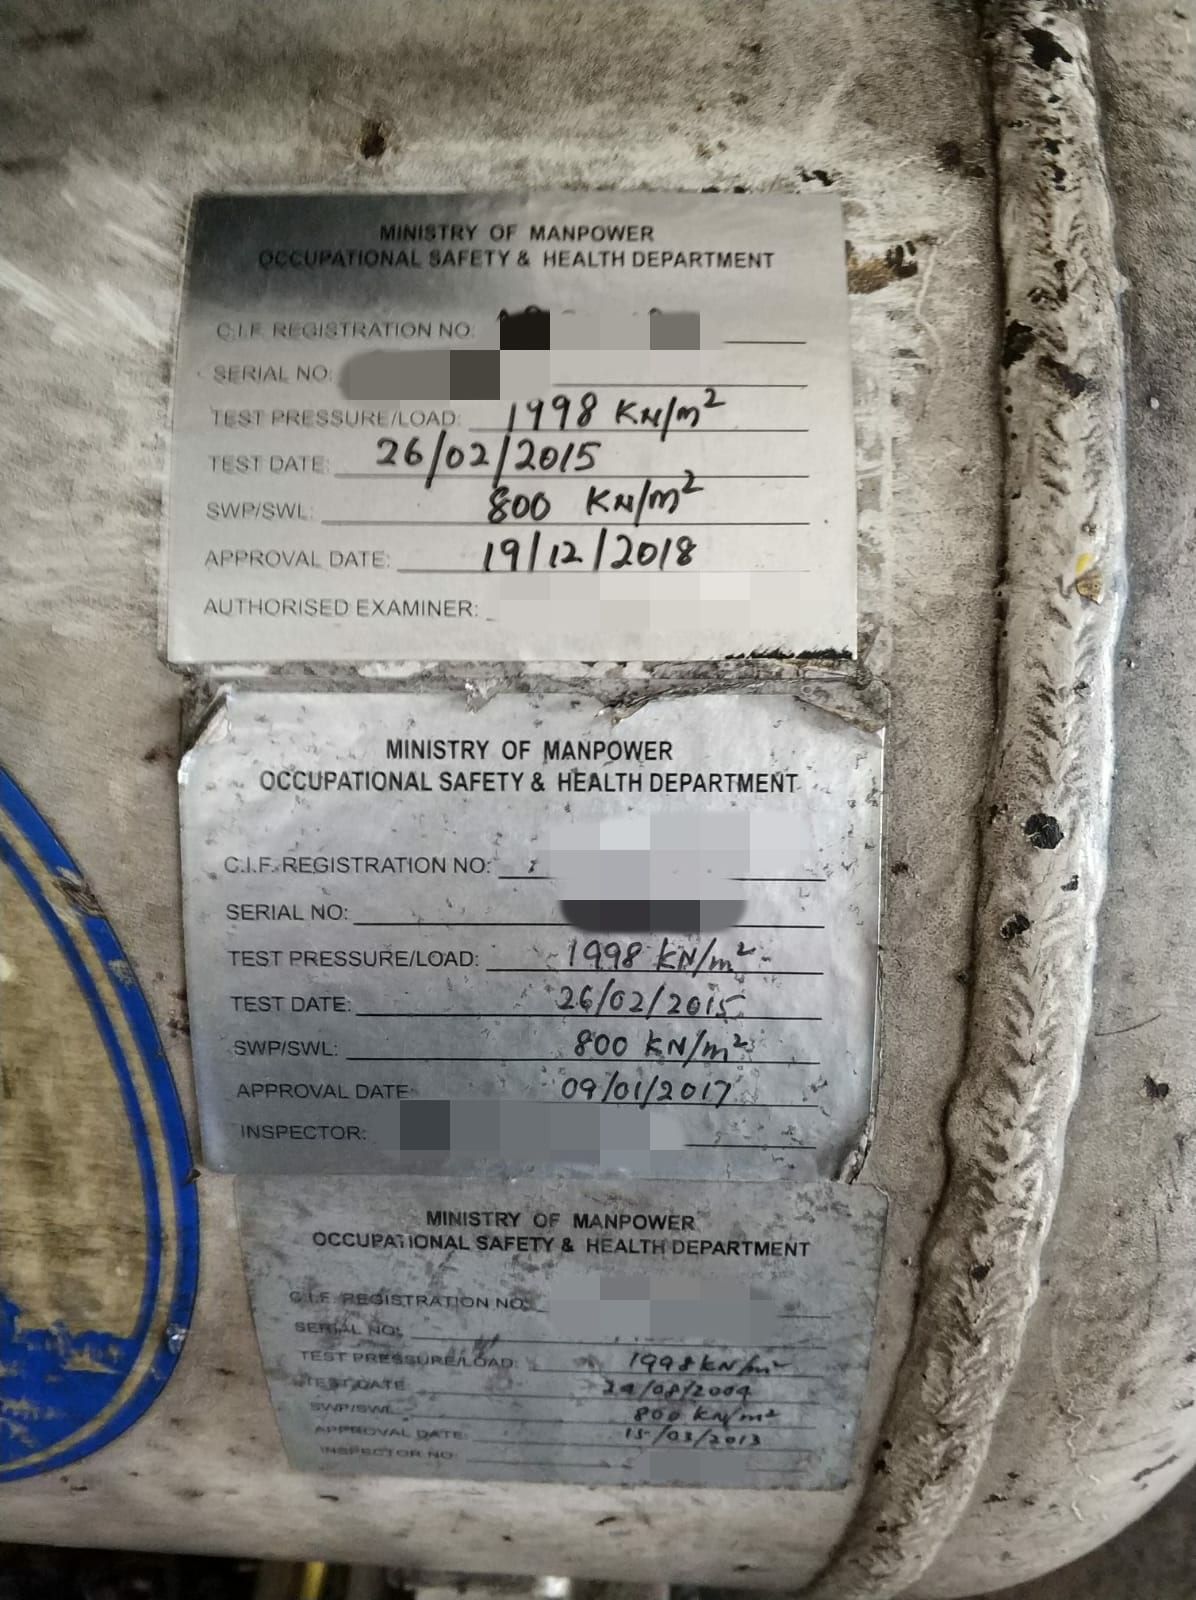 MINISTRY OF MANPOWER
OCCUPATIONAL SAFETY & HEALTH DEPARTMENT
C.I.F. REGISTRATION NO:
SERIAL NO:
TEST PRESSURE/LOAD: 1998 KN/m²
TEST DATE: 26/02/2015
SWP/SWL: 800 KN/m²
APPROVAL DATE: 19/12/2018
AUTHORISED EXAMINER:
MINISTRY OF MANPOWER
OCCUPATIONAL SAFETY & HEALTH DEPARTMENT
C.I.F. REGISTRATION NO:
SERIAL NO:
TEST PRESSURE/LOAD: 1998 KN/m²
TEST DATE: 26/02/2015
SWP/SWL: 800 KN/m²
APPROVAL DATE: 09/01/2017
INSPECTOR:
MINISTRY OF MANPOWER
OCCUPATIONAL SAFETY & HEALTH DEPARTMENT
C.I.F. REGISTRATION NO:
SERIAL NO:
TEST PRESSURE/LOAD: 1998 KN/m²
TEST DATE
SWP/SWL 800 KN/m²
APPROVAL DATE: 15/03/2013
INSPECTOR NO